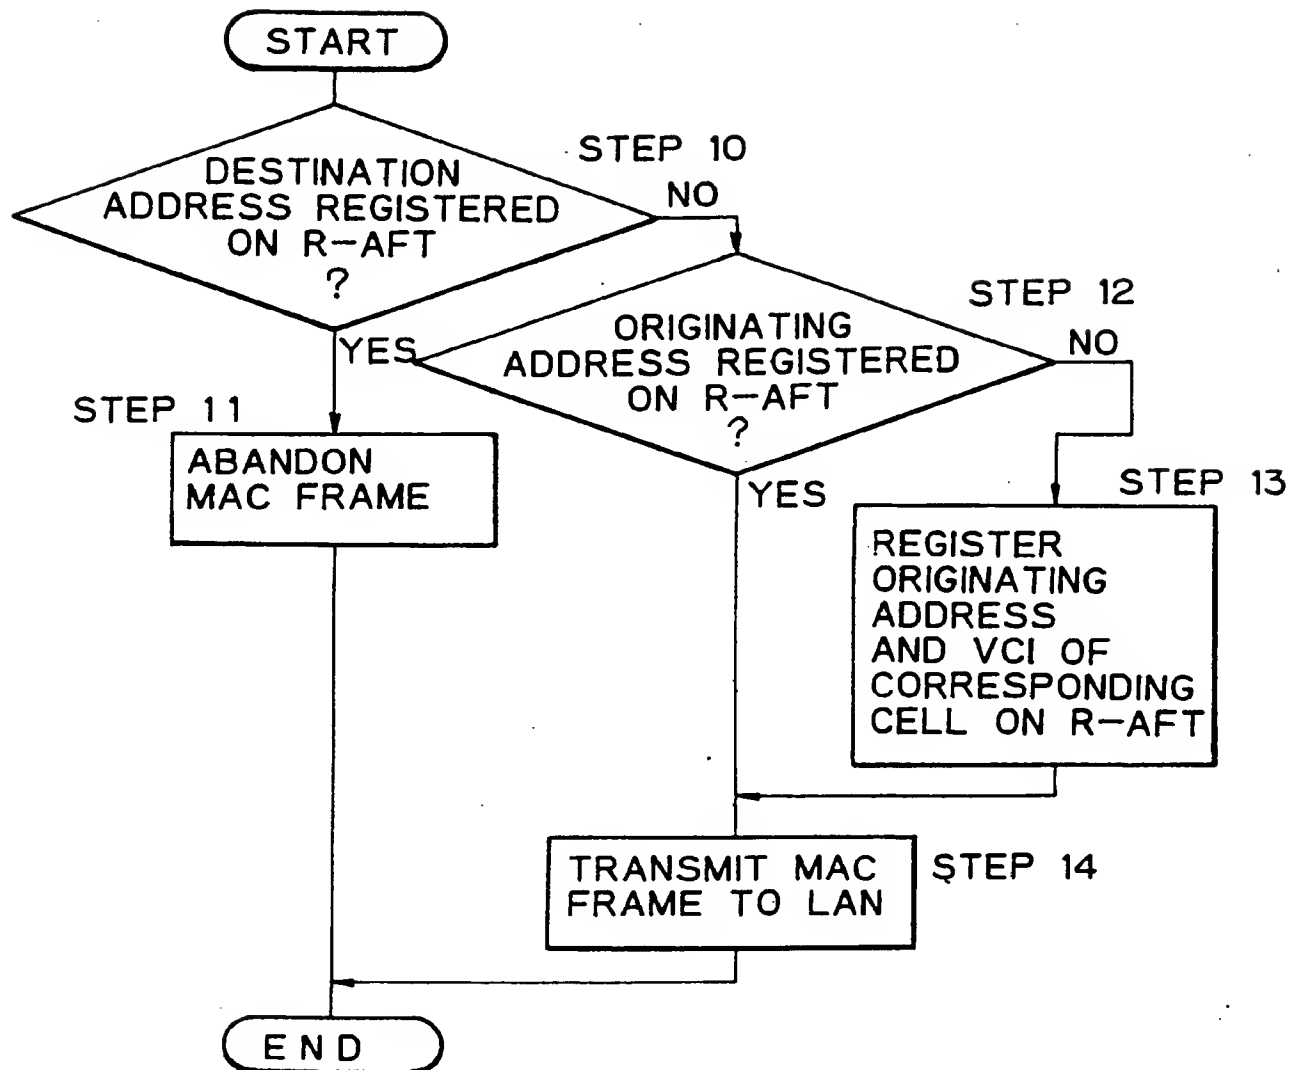 START
STEP 10
DESTINATION
ADDRESS REGISTERED
ON R-AFT
?
NO
YES
STEP 12
ORIGINATING
ADDRESS REGISTERED
ON R-AFT
?
NO
YES
STEP 11
ABANDON
MAC FRAME
STEP 13
REGISTER
ORIGINATING
ADDRESS
AND VCI OF
CORRESPONDING
CELL ON R-AFT
TRANSMIT MAC
FRAME TO LAN
STEP 14
END